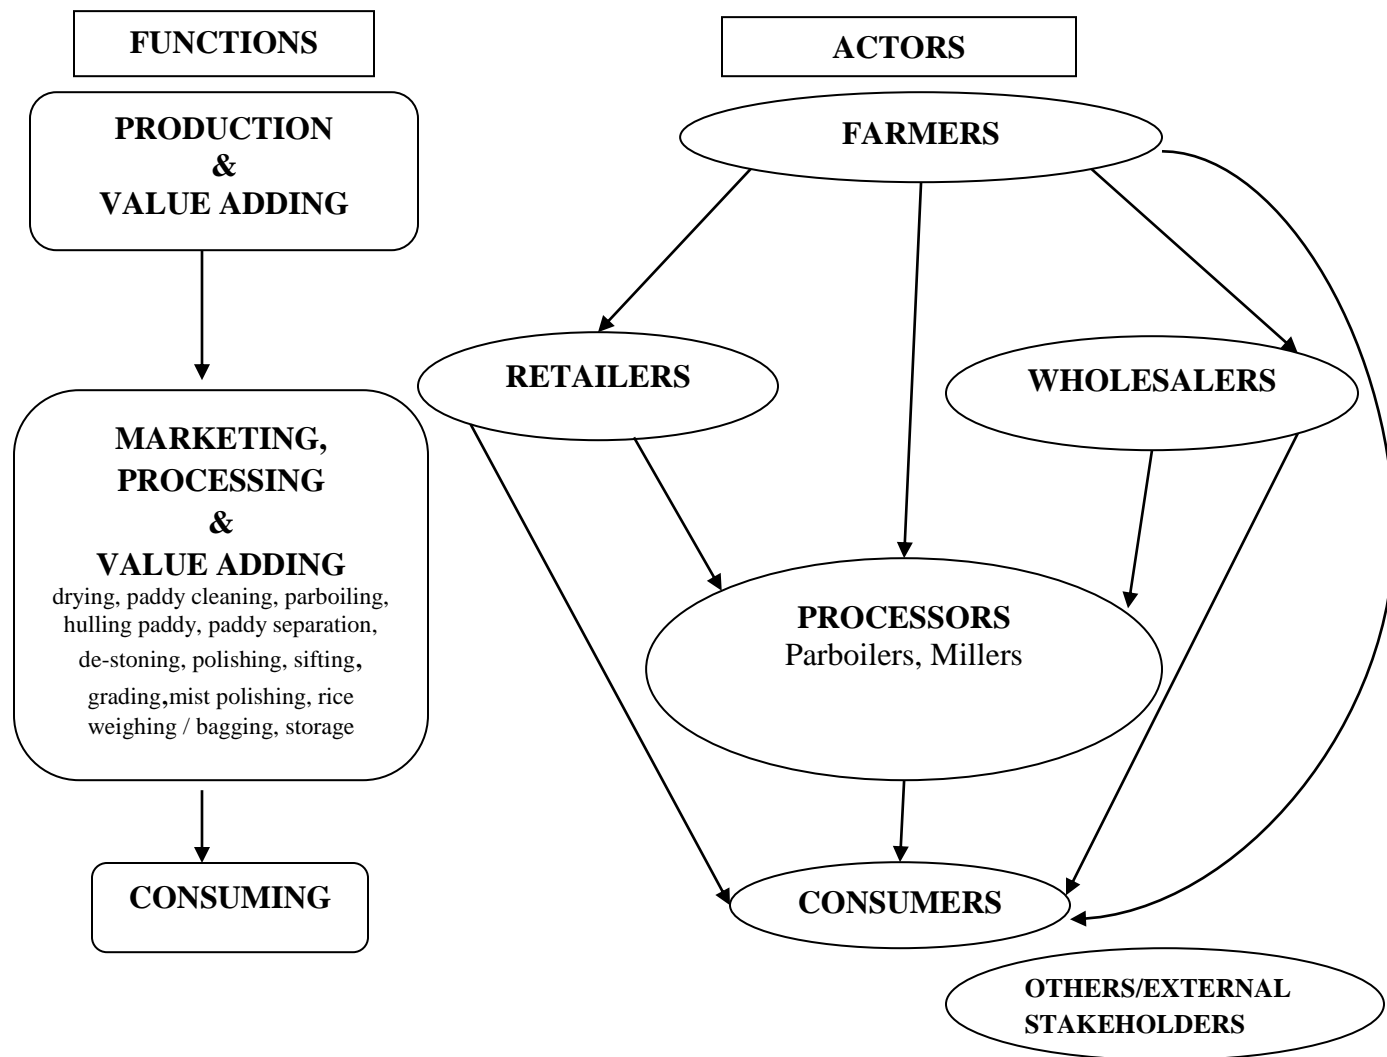 FUNCTIONS
PRODUCTION
&
VALUE ADDING
MARKETING,
PROCESSING
&
VALUE ADDING
drying, paddy cleaning, parboiling,
hulling paddy, paddy separation,
de-stoning, polishing, sifting,
grading,mist polishing, rice
weighing / bagging, storage
CONSUMING
ACTORS
FARMERS
RETAILERS
WHOLESALERS
PROCESSORS
Parboilers, Millers
CONSUMERS
OTHERS/EXTERNAL
STAKEHOLDERS